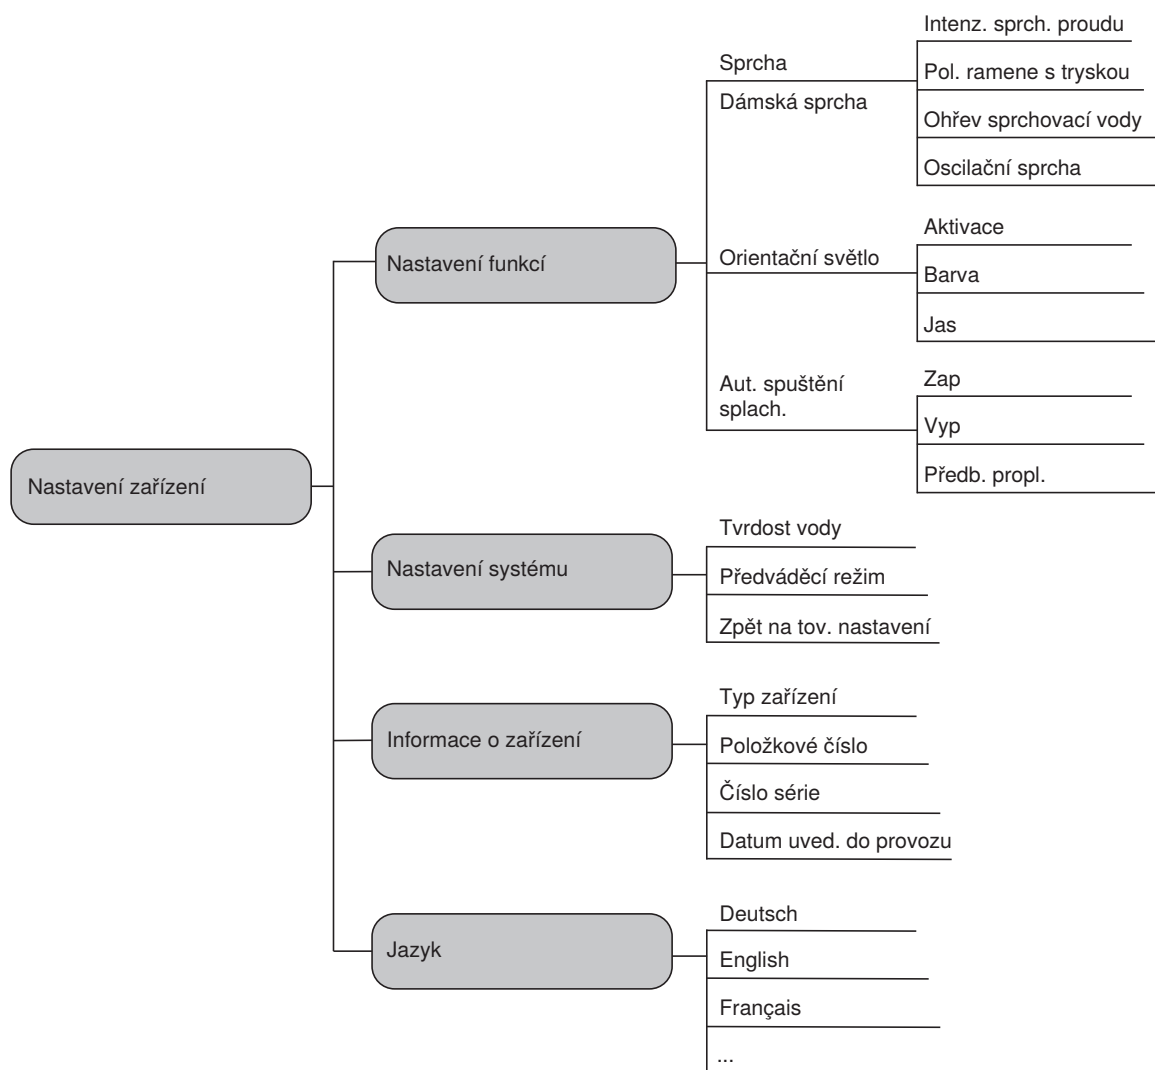 Nastavení zařízení
Nastavení funkcí
Sprcha
Dámská sprcha
Intenz. sprch. proudu
Pol. ramene s tryskou
Ohřev sprchovací vody
Oscilační sprcha
Orientační světlo
Aktivace
Barva
Jas
Aut. spuštění
splach.
Zap
Vyp
Předb. propl.
Nastavení systému
Tvrdost vody
Předváděcí režim
Zpět na tov. nastavení
Informace o zařízení
Typ zařízení
Položkové číslo
Číslo série
Datum uved. do provozu
Jazyk
Deutsch
English
Français
...